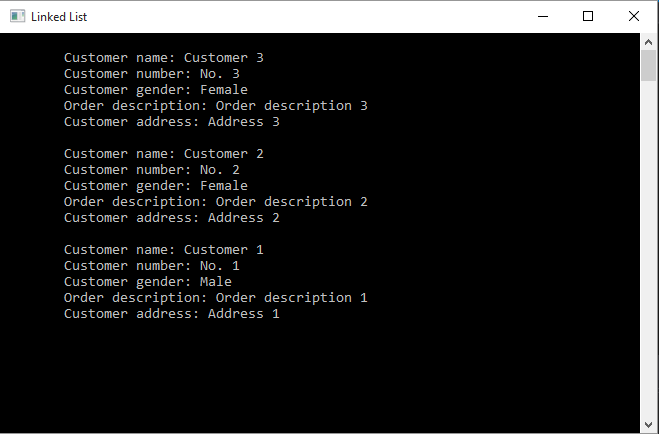 Linked List
Customer name: Customer 3
Customer number: No. 3
Customer gender: Female
Order description: Order description 3
Customer address: Address 3
Customer name: Customer 2
Customer number: No. 2
Customer gender: Female
Order description: Order description 2
Customer address: Address 2
Customer name: Customer 1
Customer number: No. 1
Customer gender: Male
Order description: Order description 1
Customer address: Address 1